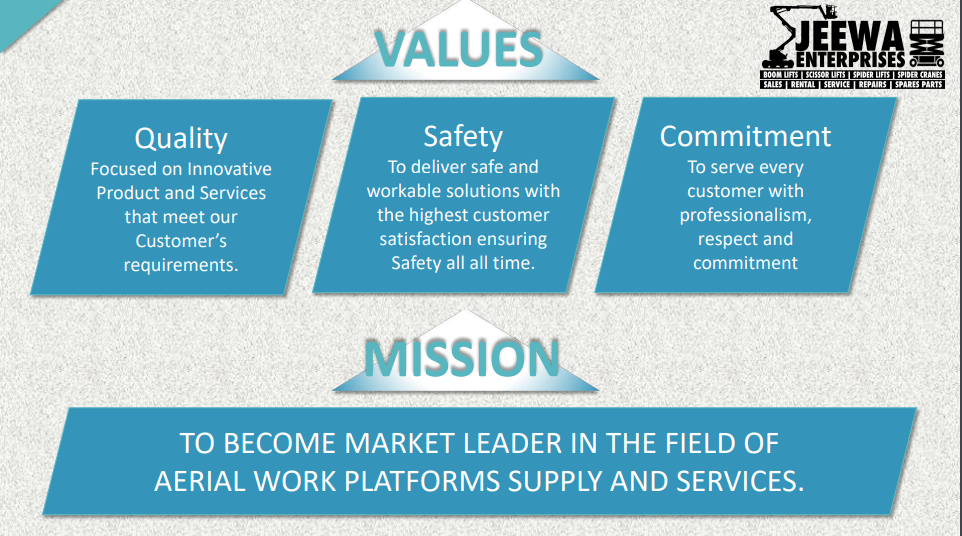 VALUES
JEEWA
ENTERPRISES
BOOM LIFTS | SCISSOR LIFTS | SPIDER LIFTS | SPIDER CRANES
SALES | RENTAL | SERVICE | REPAIRS | SPARES PARTS
Quality
Focused on Innovative
Product and Services
that meet our
Customer’s
requirements.
Safety
To deliver safe and
workable solutions with
the highest customer
satisfaction ensuring
Safety all all time.
Commitment
To serve every
customer with
professionalism,
respect and
commitment
MISSION
TO BECOME MARKET LEADER IN THE FIELD OF
AERIAL WORK PLATFORMS SUPPLY AND SERVICES.